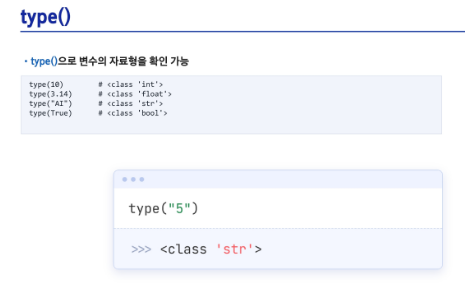 type()
· type()으로 변수의 자료형을 확인 가능
type(10) # <class 'int'>
type(3.14) # <class 'float'>
type("AI") # <class 'str'>
type(True) # <class 'bool'>
type("5")
>>> <class 'str'>